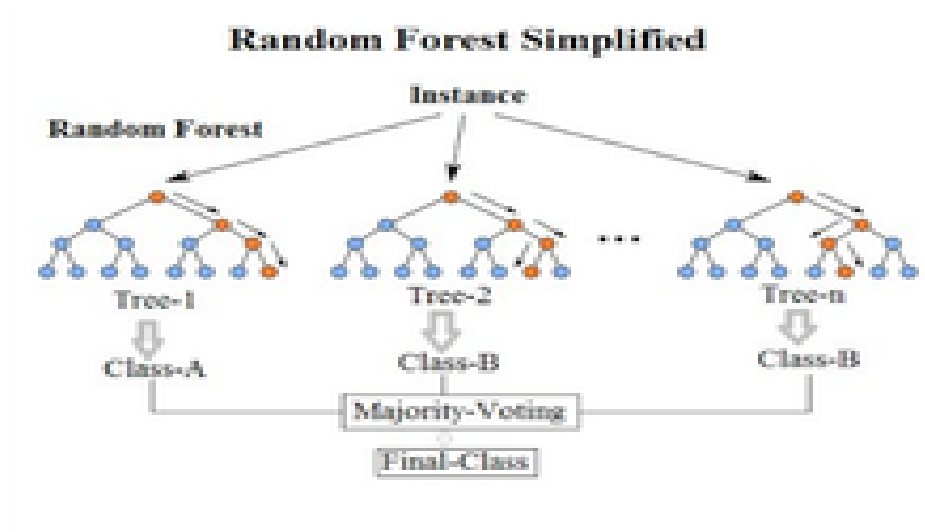 Random Forest Simplified
Instance
Random Forest
...
Tree-1 Tree-2 Tree-n
Class-A Class-B Class-B
Majority-Voting
Final-Class